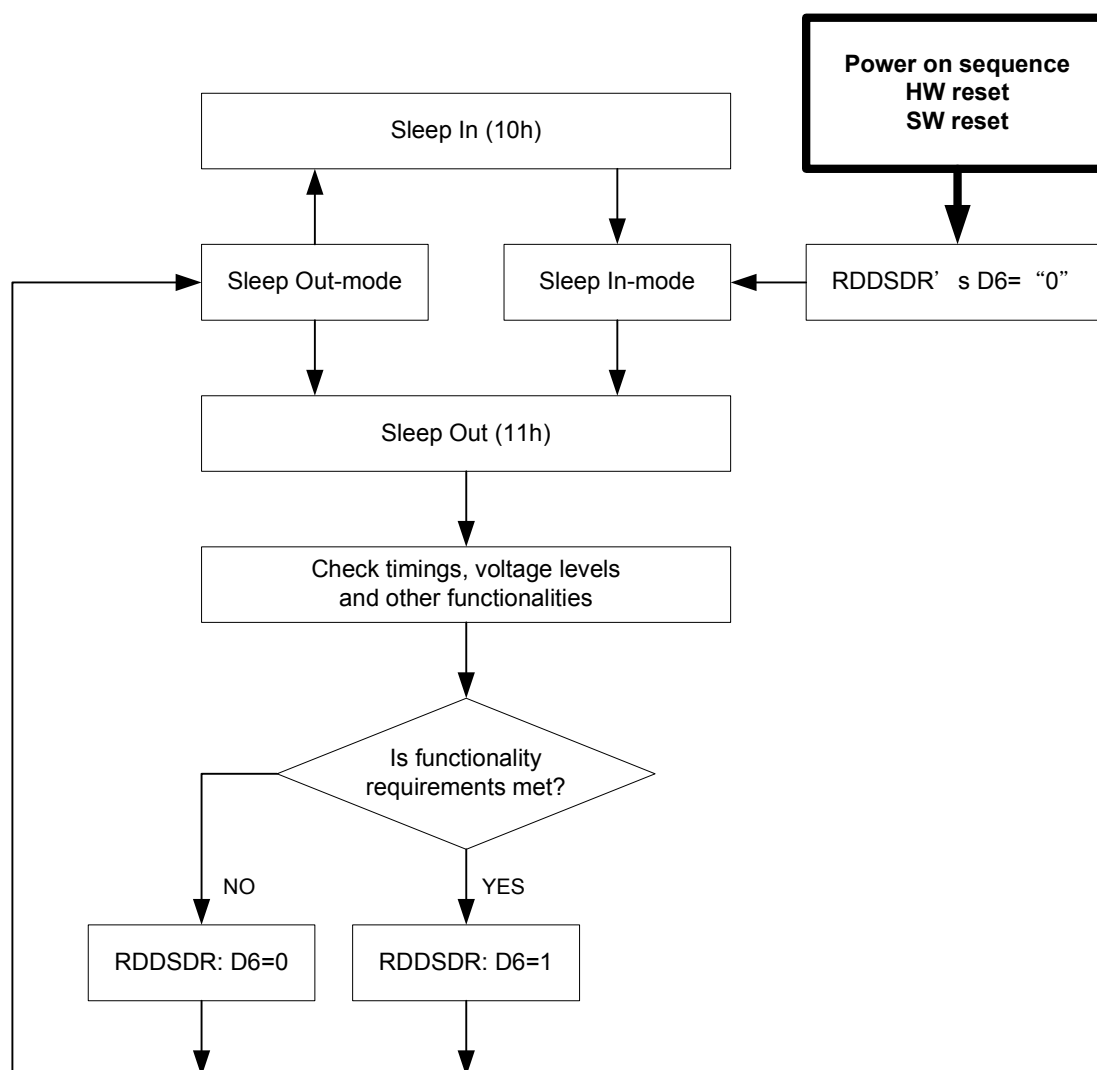 Power on sequence
HW reset
SW reset
Sleep In (10h)
Sleep Out-mode
Sleep In-mode
RDDSDR’ s D6= “0”
Sleep Out (11h)
Check timings, voltage levels
and other functionalities
Is functionality
requirements met?
NO
YES
RDDSDR: D6=0
RDDSDR: D6=1